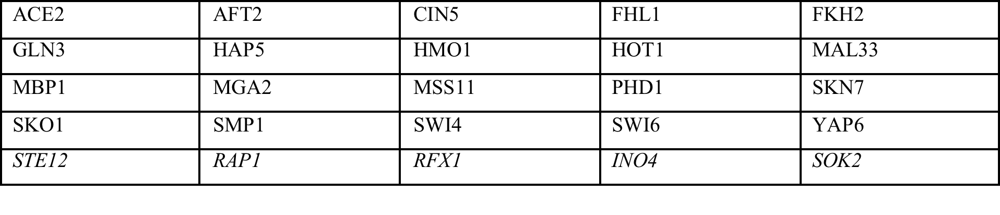 ACE2 AFT2 CIN5 FHL1 FKH2
GLN3 HAP5 HMO1 HOT1 MAL33
MBP1 MGA2 MSS11 PHD1 SKN7
SKO1 SMP1 SWI4 SWI6 YAP6
STE12 RAP1 RFX1 INO4 SOK2